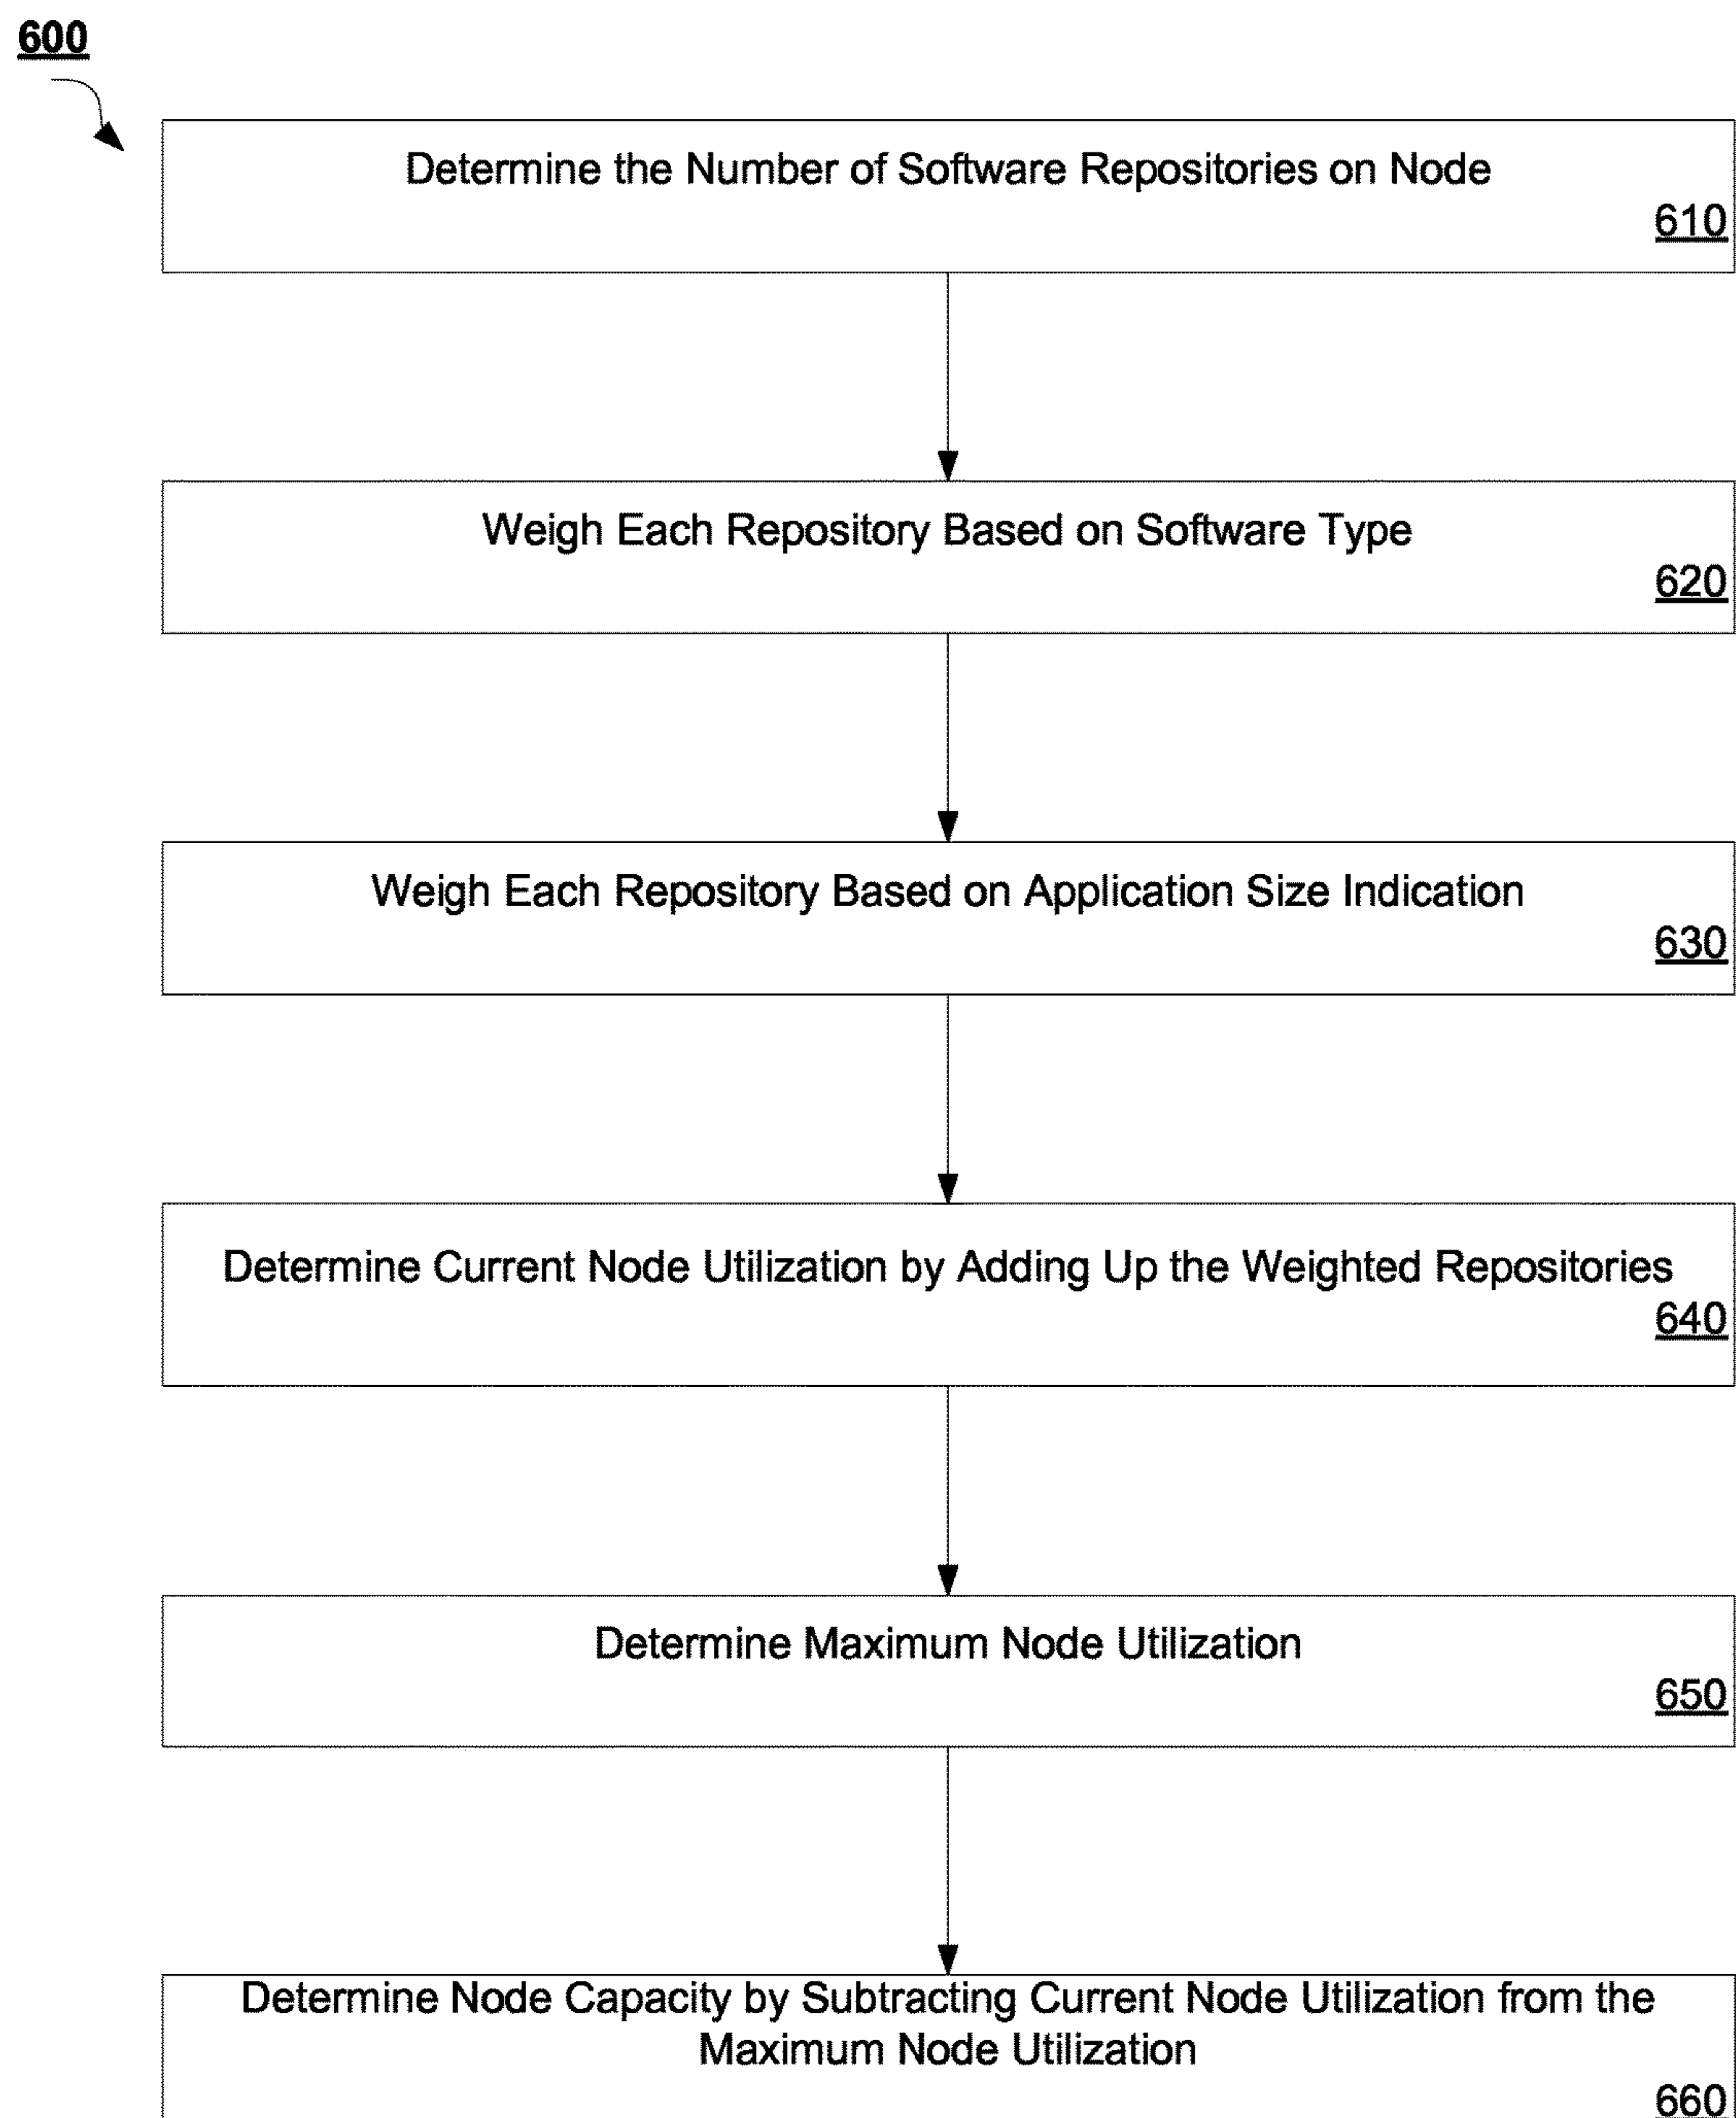 600
Determine the Number of Software Repositories on Node
610
Weigh Each Repository Based on Software Type
620
Weigh Each Repository Based on Application Size Indication
630
Determine Current Node Utilization by Adding Up the Weighted Repositories
640
Determine Maximum Node Utilization
650
Determine Node Capacity by Subtracting Current Node Utilization from the
Maximum Node Utilization
660